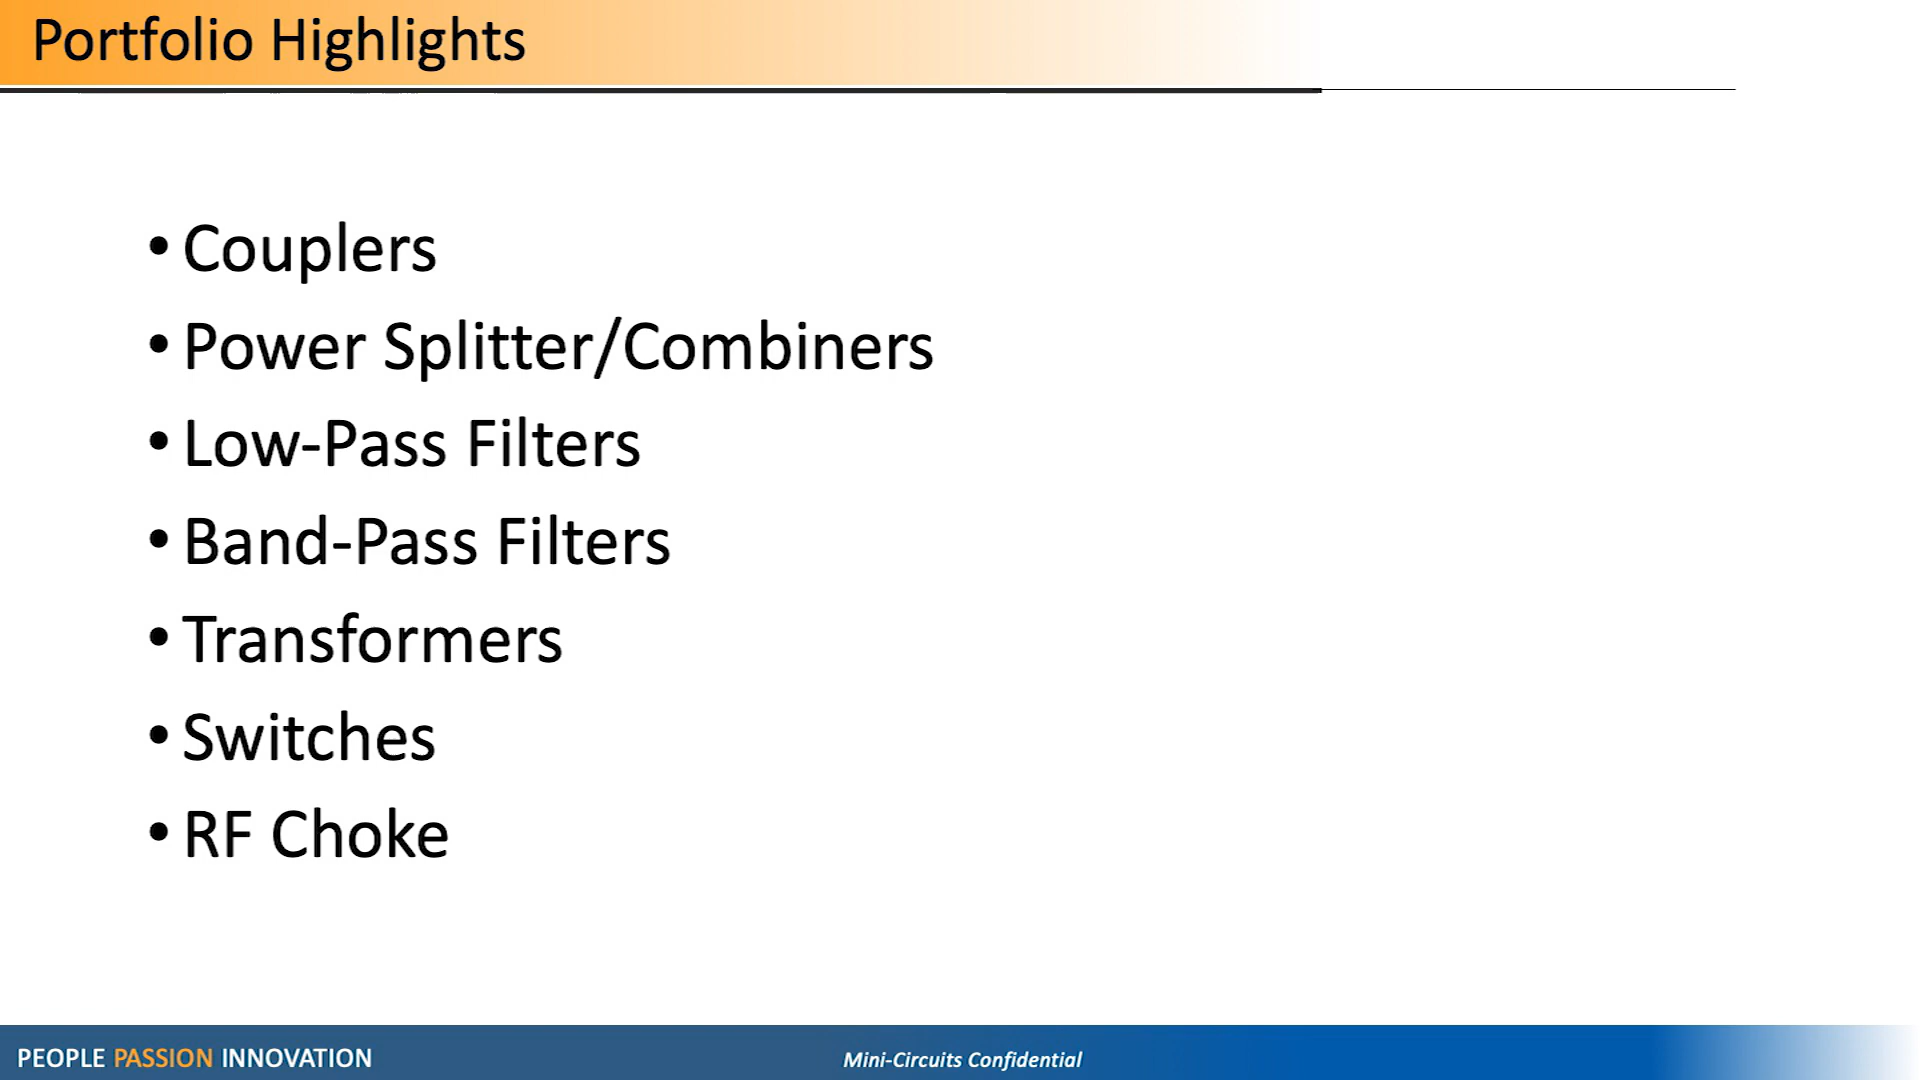 Portfolio Highlights
• Couplers
• Power Splitter/Combiners
• Low-Pass Filters
• Band-Pass Filters
• Transformers
• Switches
• RF Choke
PEOPLE PASSION INNOVATION
Mini-Circuits Confidential